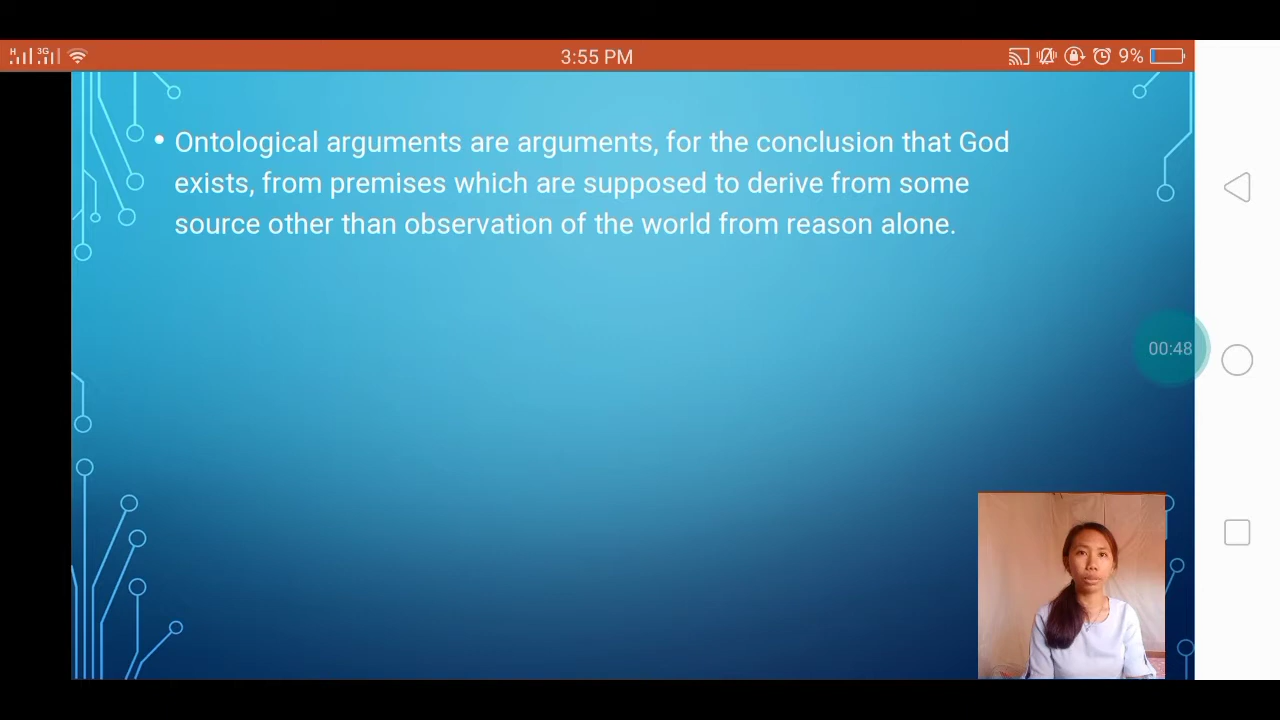 H 3G 3:55 PM 9%
• Ontological arguments are arguments, for the conclusion that God
exists, from premises which are supposed to derive from some
source other than observation of the world from reason alone.
00:48